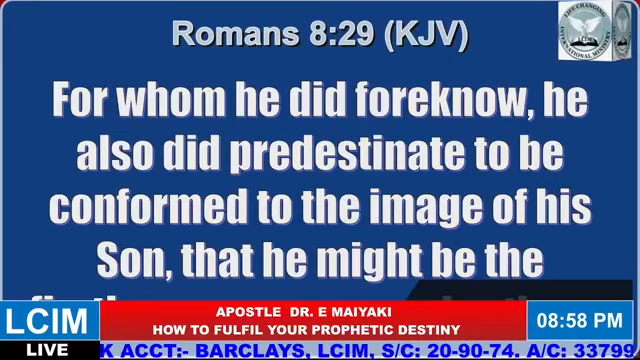 Romans 8:29 (KJV)
For whom he did foreknow, he
also did predestinate to be
conformed to the image of his
Son, that he might be the
LCIM
LIVE
APOSTLE DR. E MAIYAKI
HOW TO FULFIL YOUR PROPHETIC DESTINY
08:58 PM
K ACCT:- BARCLAYS, LCIM, S/C: 20-90-74, A/C: 33799